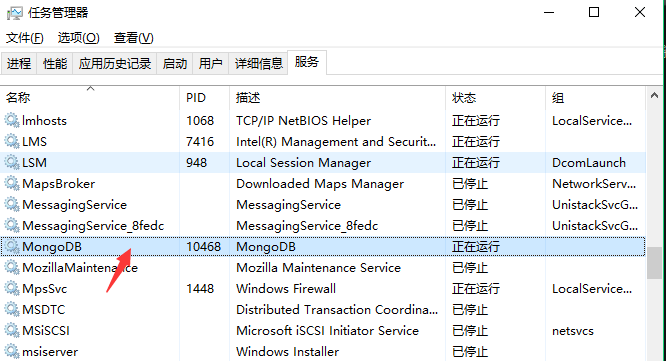 任务管理器
文件(F) 选项(O) 查看(V)
进程 性能 应用历史记录 启动 用户 详细信息 服务
名称 PID 描述 状态 组
lmhosts 1068 TCP/IP NetBIOS Helper 正在运行 LocalService...
LMS 7416 Intel(R) Management and Securit... 正在运行
LSM 948 Local Session Manager 正在运行 DcomLaunch
MapsBroker Downloaded Maps Manager 已停止 NetworkServ...
MessagingService MessagingService 已停止 UnistackSvcG...
MessagingService_8fedc MessagingService_8fedc 已停止 UnistackSvcG...
MongoDB 10468 MongoDB 正在运行
MozillaMaintenance Mozilla Maintenance Service 已停止
MpsSvc 1448 Windows Firewall 正在运行 LocalService...
MSDTC Distributed Transaction Coordina... 已停止
MSiSCSI Microsoft iSCSI Initiator Service 已停止 netsvcs
msiserver Windows Installer 已停止